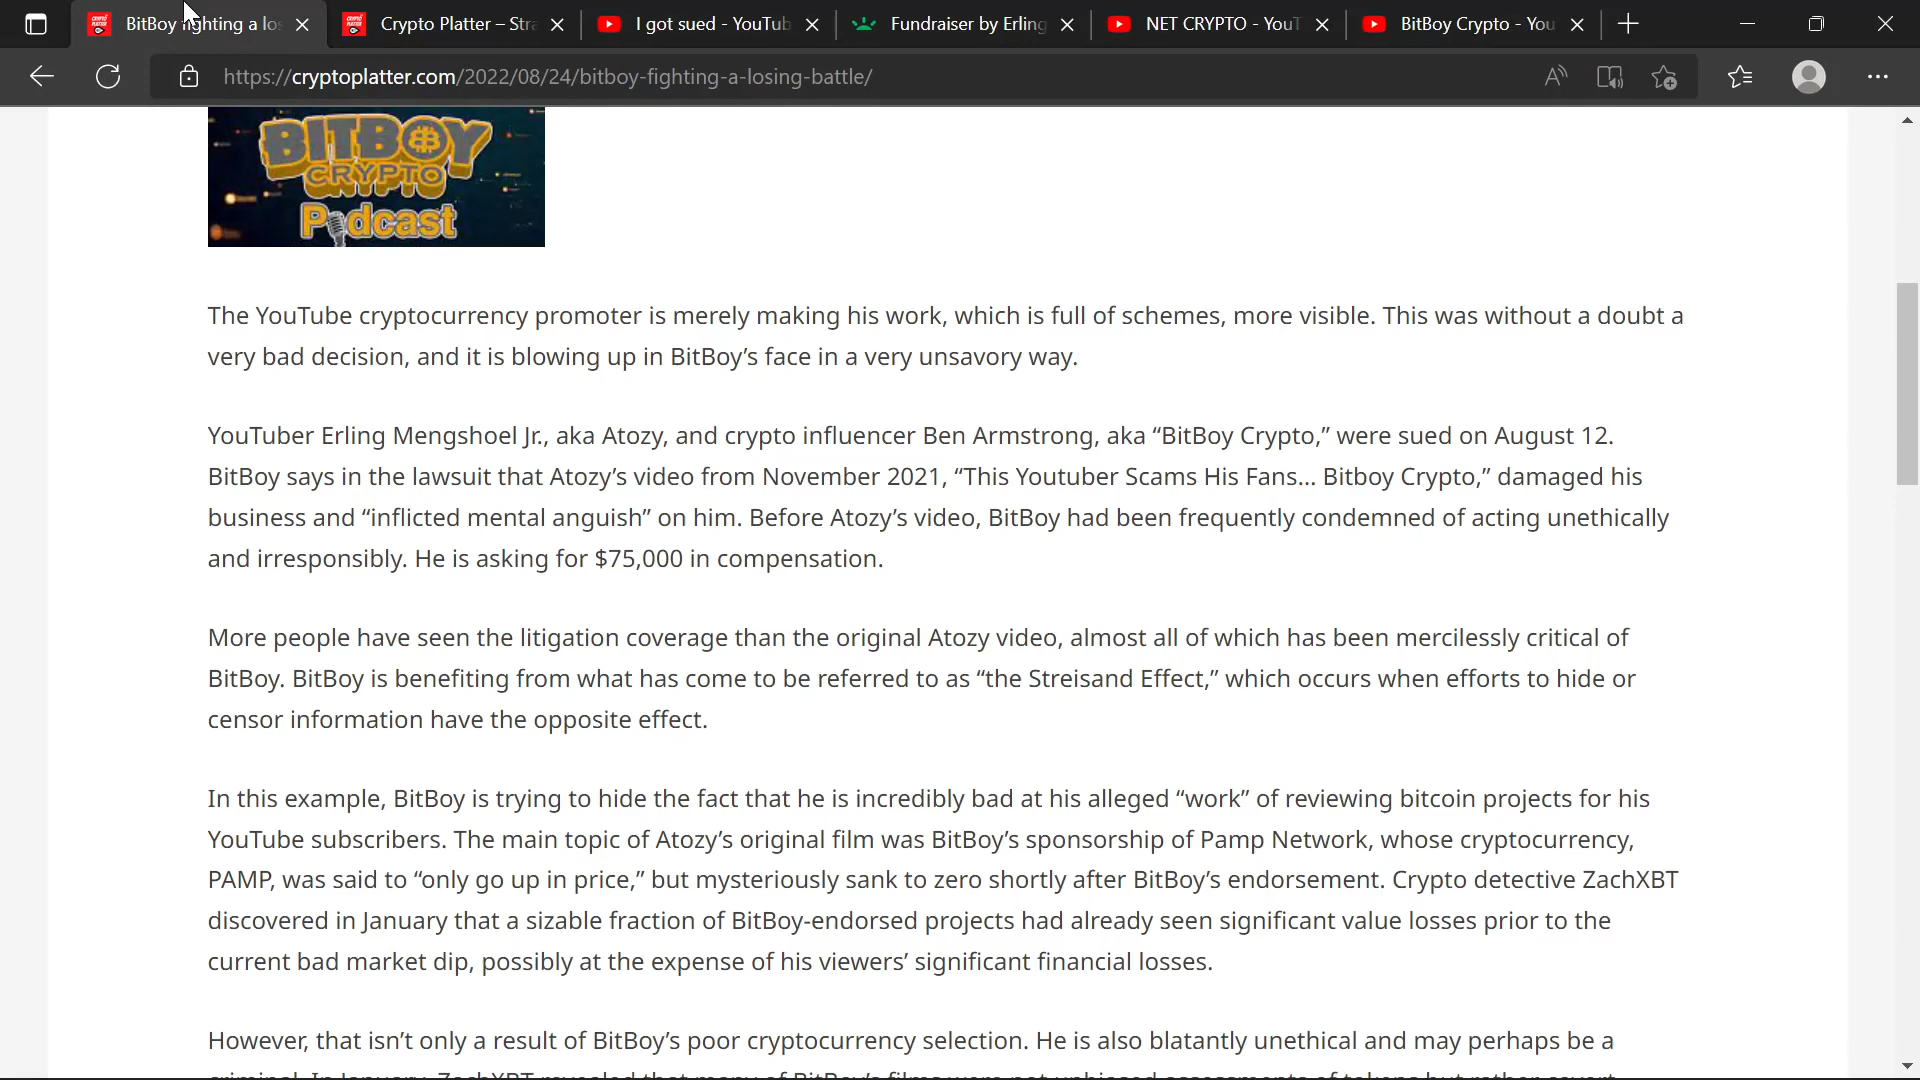 BitBoy fighting a los
Crypto Platter – Stra
I got sued - YouTub
Fundraiser by Erling
NET CRYPTO - YouT
BitBoy Crypto - You
https://cryptoplatter.com/2022/08/24/bitboy-fighting-a-losing-battle/
BITBOY
CRYPTO
Podcast
The YouTube cryptocurrency promoter is merely making his work, which is full of schemes, more visible. This was without a doubt a
very bad decision, and it is blowing up in BitBoy’s face in a very unsavory way.
YouTuber Erling Mengshoel Jr., aka Atozy, and crypto influencer Ben Armstrong, aka “BitBoy Crypto,” were sued on August 12.
BitBoy says in the lawsuit that Atozy’s video from November 2021, “This Youtuber Scams His Fans… Bitboy Crypto,” damaged his
business and “inflicted mental anguish” on him. Before Atozy’s video, BitBoy had been frequently condemned of acting unethically
and irresponsibly. He is asking for $75,000 in compensation.
More people have seen the litigation coverage than the original Atozy video, almost all of which has been mercilessly critical of
BitBoy. BitBoy is benefiting from what has come to be referred to as “the Streisand Effect,” which occurs when efforts to hide or
censor information have the opposite effect.
In this example, BitBoy is trying to hide the fact that he is incredibly bad at his alleged “work” of reviewing bitcoin projects for his
YouTube subscribers. The main topic of Atozy’s original film was BitBoy’s sponsorship of Pamp Network, whose cryptocurrency,
PAMP, was said to “only go up in price,” but mysteriously sank to zero shortly after BitBoy’s endorsement. Crypto detective ZachXBT
discovered in January that a sizable fraction of BitBoy-endorsed projects had already seen significant value losses prior to the
current bad market dip, possibly at the expense of his viewers’ significant financial losses.
However, that isn’t only a result of BitBoy’s poor cryptocurrency selection. He is also blatantly unethical and may perhaps be a